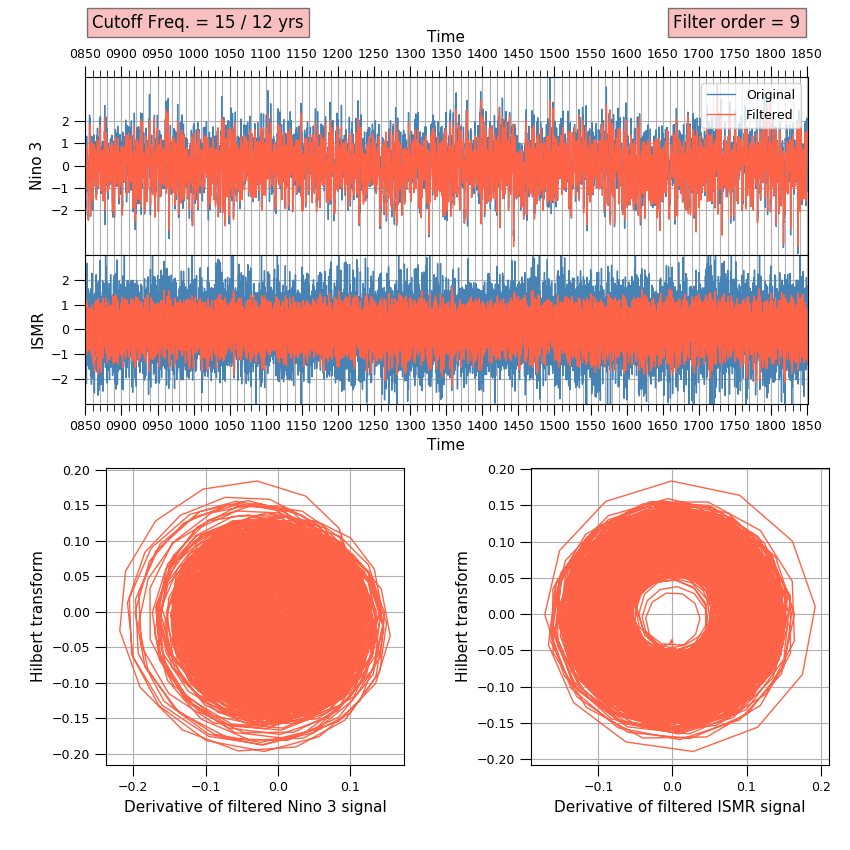 Cutoff Freq. = 15 / 12 yrs
Filter order = 9
Time
0850 0900 0950 1000 1050 1100 1150 1200 1250 1300 1350 1400 1450 1500 1550 1600 1650 1700 1750 1800 1850
Original
Filtered
Nino 3
2
1
0
−1
−2
ISMR
2
1
0
−1
−2
0850 0900 0950 1000 1050 1100 1150 1200 1250 1300 1350 1400 1450 1500 1550 1600 1650 1700 1750 1800 1850
Time
Hilbert transform
0.20
0.15
0.10
0.05
0.00
−0.05
−0.10
−0.15
−0.20
−0.2 −0.1 0.0 0.1
Derivative of filtered Nino 3 signal
Hilbert transform
0.20
0.15
0.10
0.05
0.00
−0.05
−0.10
−0.15
−0.20
−0.1 0.0 0.1 0.2
Derivative of filtered ISMR signal